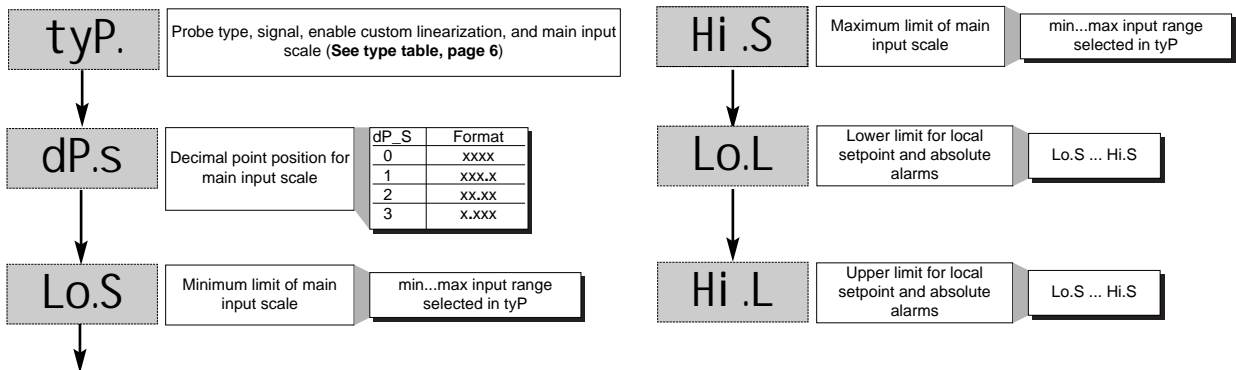 tyP.
Probe type, signal, enable custom linearization, and main input
scale (See type table, page 6)
dP.s
Decimal point position for
main input scale
dP_S Format
0 xxxx
1 xxx.x
2 xx.xx
3 x.xxx
Lo.S
Minimum limit of main
input scale
min...max input range
selected in tyP
Hi .S
Maximum limit of main
input scale
min...max input range
selected in tyP
Lo.L
Lower limit for local
setpoint and absolute
alarms
Lo.S ... Hi.S
Hi .L
Upper limit for local
setpoint and absolute
alarms
Lo.S ... Hi.S